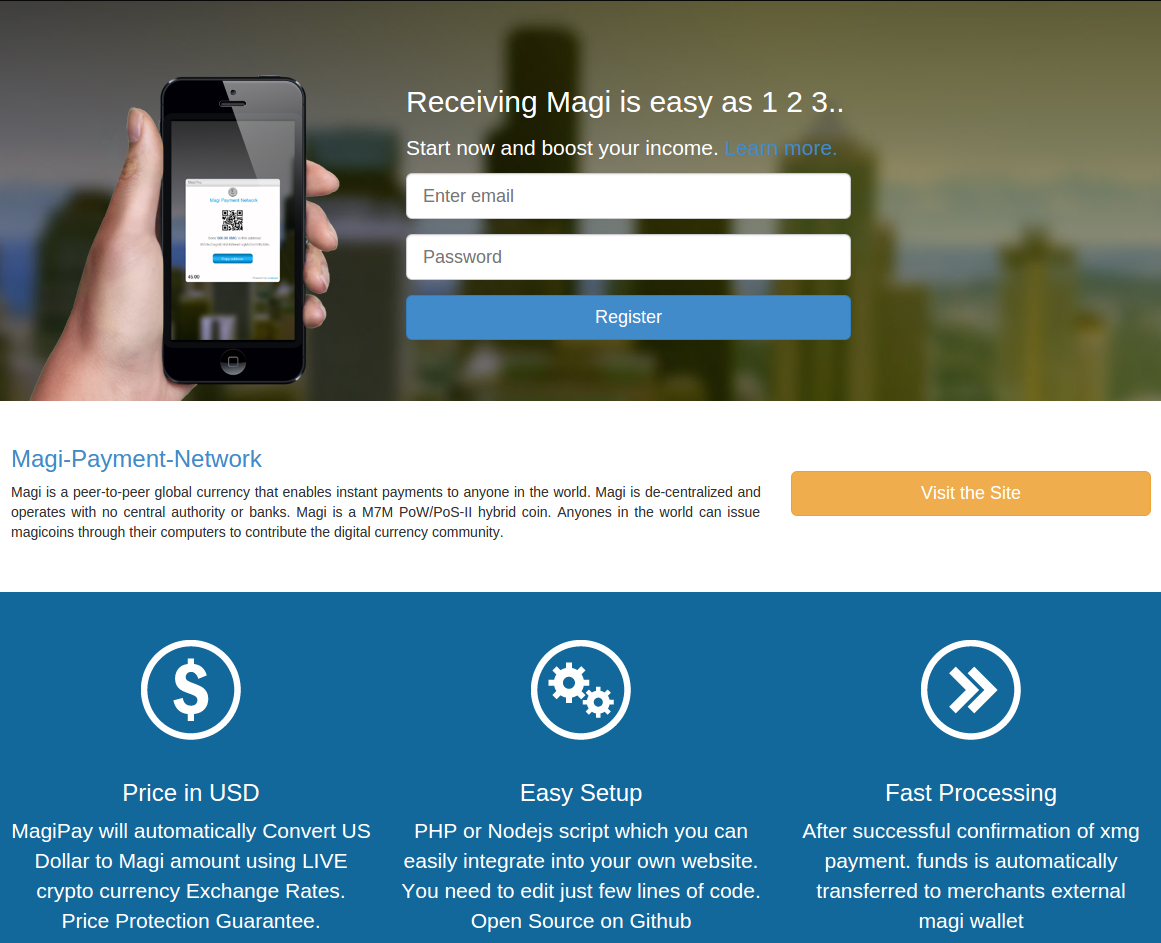 Receiving Magi is easy as 1 2 3..
Start now and boost your income. Learn more.
Enter email
Password
Register
Magi Payment Network
Copy address
Magi-Payment-Network
Magi is a peer-to-peer global currency that enables instant payments to anyone in the world. Magi is de-centralized and
operates with no central authority or banks. Magi is a M7M PoW/PoS-II hybrid coin. Anyones in the world can issue
magicoins through their computers to contribute the digital currency community.
Visit the Site
$
Price in USD
MagiPay will automatically Convert US
Dollar to Magi amount using LIVE
crypto currency Exchange Rates.
Price Protection Guarantee.
Easy Setup
PHP or Nodejs script which you can
easily integrate into your own website.
You need to edit just few lines of code.
Open Source on Github
Fast Processing
After successful confirmation of xmg
payment. funds is automatically
transferred to merchants external
magi wallet